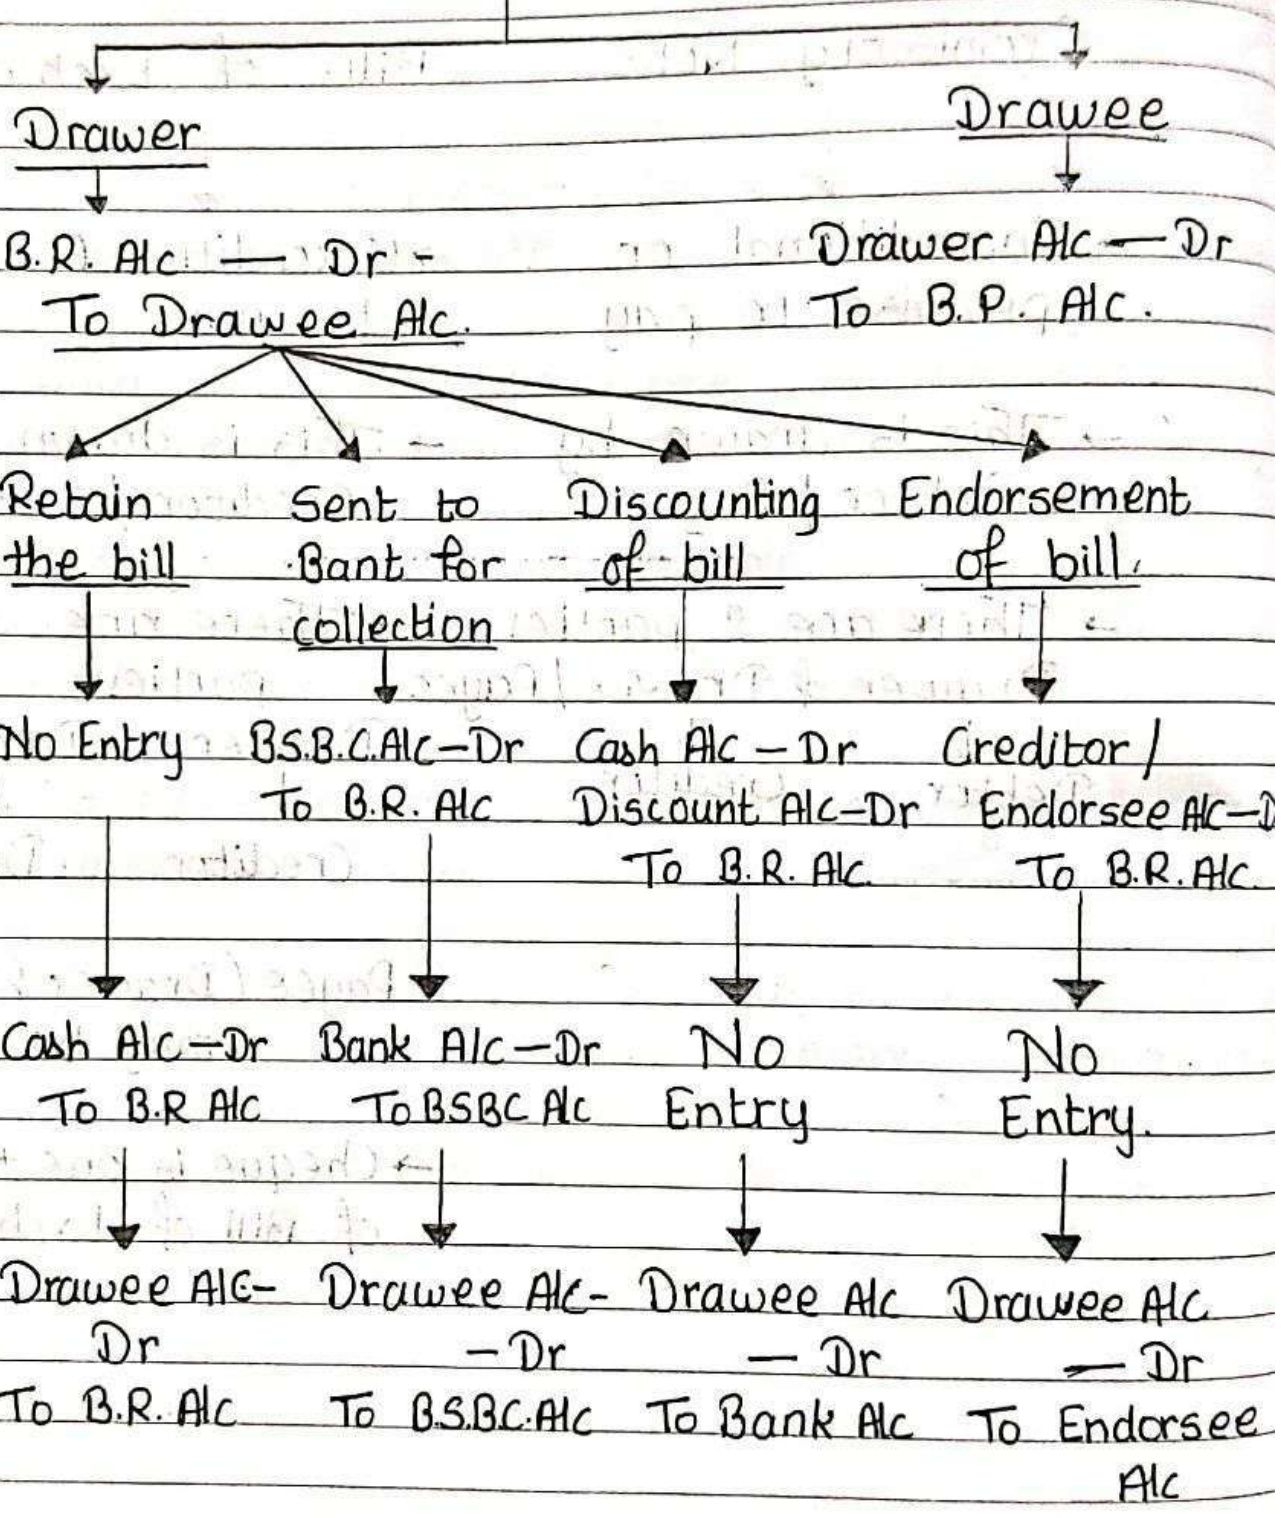 Drawer
Drawee
B.R. A/c — Dr -
To Drawee A/c.
Drawer A/c — Dr
To B.P. A/c.
Retain
the bill
Sent to
Bant for
collection
Discounting
of bill
Endorsement
of bill.
No Entry
B.S.B.C. A/c - Dr
To B.R. A/c
Cash A/c - Dr
Discount A/c - Dr
To B.R. A/c.
Creditor /
Endorsee A/c - D
To B.R. A/c.
Cash A/c - Dr
To B.R A/c
Bank A/c - Dr
To BSBC A/c
No
Entry
No
Entry.
Drawee A/c -
Dr
To B.R. A/c
Drawee A/c -
- Dr
To B.S.BC. A/c
Drawee A/c
— Dr
To Bank A/c
Drawee A/c
— Dr
To Endorsee
A/c